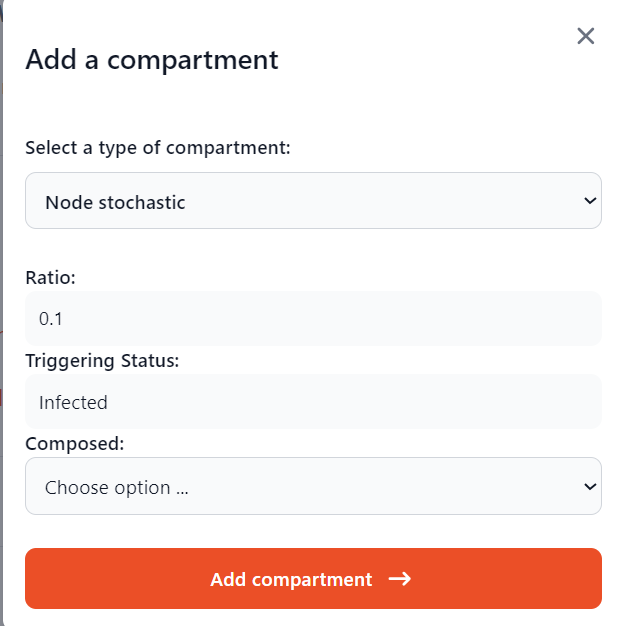 Add a compartment
Select a type of compartment:
Node stochastic
Ratio:
0.1
Triggering Status:
Infected
Composed:
Choose option ...
Add compartment